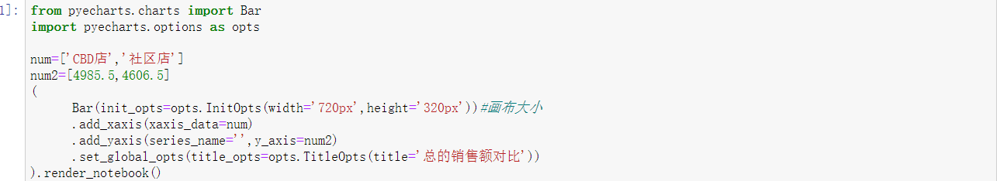 1]:
from pyecharts.charts import Bar
import pyecharts.options as opts
num=['CBD店','社区店']
num2=[4985.5,4606.5]
(
Bar(init_opts=opts.InitOpts(width='720px',height='320px'))#画布大小
.add_xaxis(xaxis_data=num)
.add_yaxis(series_name='',y_axis=num2)
.set_global_opts(title_opts=opts.TitleOpts(title='总的销售额对比'))
).render_notebook()